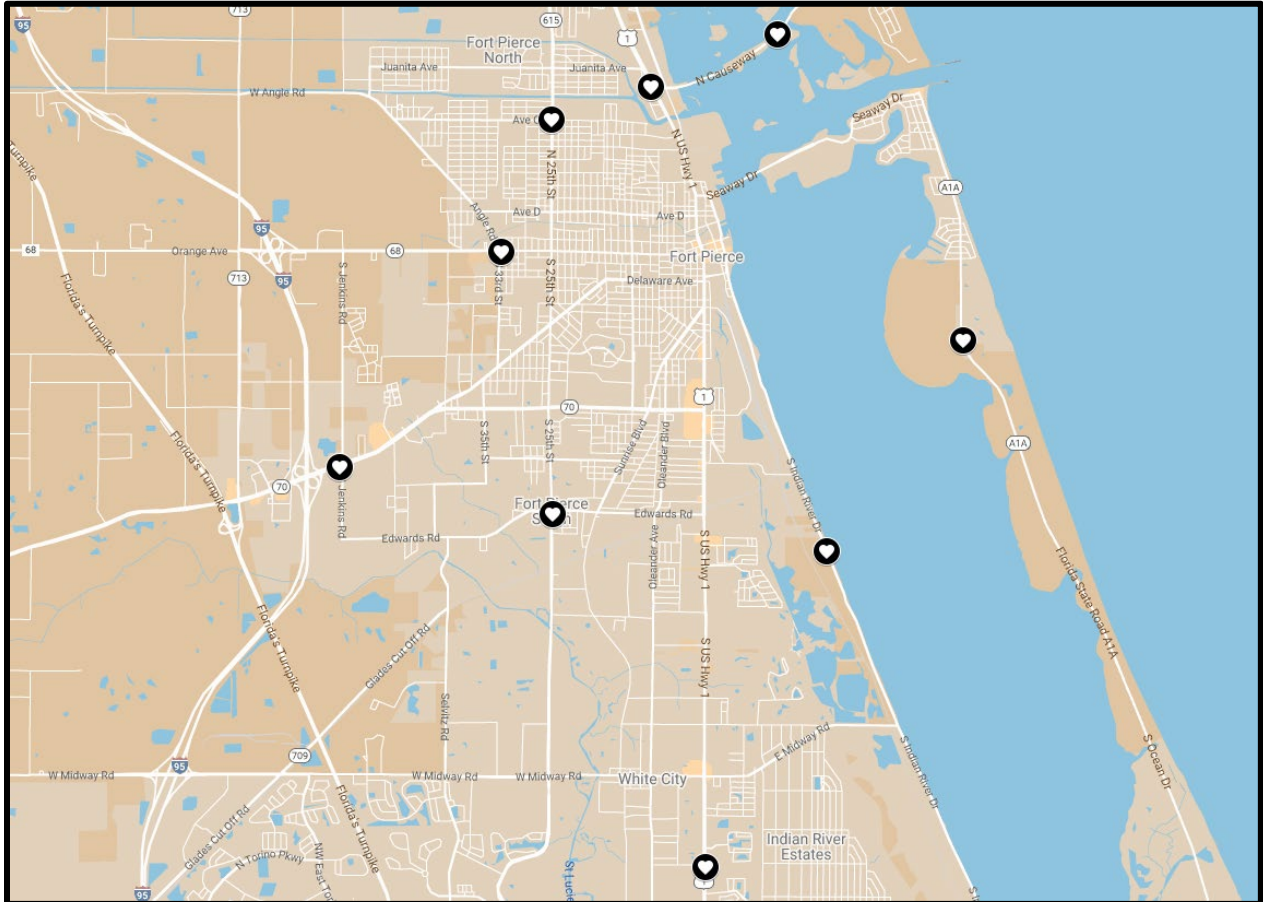 713
615
95
1
Fort Pierce
North
Juanita Ave
Juanita Ave
N Causeway
W Angle Rd
Ave
Seaway Dr
N US Hwy 1
N 25th St
Turnpike
A1A
Seaway Dr
Angle Rd
Ave D
Ave D
95
68
Orange Ave
68
Fort Pierce
S Jenkins Rd
33rd St
S 25th St
Delaware Ave
713
95
Florida's Turnpike
1
70
S 35th St
S 25th St
Sunrise Blvd
Oleander Blvd
A1A
Florida's Turnpike
70
Jenkins Rd
S Indian River Dr
Fort Pierce
Edwards Rd
Edwards Rd
Oleander Ave
S US Hwy 1
Florida State Road A1A
Florida's Turnpike
Glades Cut Off Rd
S US Hwy 1
Selvitz Rd
E Midway Rd
S Indian River Dr
S Ocean Dr
709
95
W Midway Rd
W Midway Rd
W Midway Rd
White City
Florida's Turnpike
Glades Cut Off Rd
Indian River
Estates
N Torino Pkwy
NW East Tor
St Lucie
95
S In